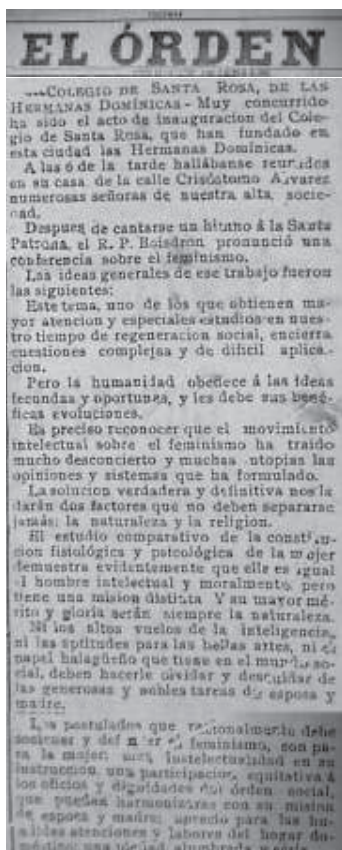 EL ÓRDEN
...COLEGIO DE SANTA ROSA, DE LAS
HERMANAS DOMÍNICAS - Muy concurrido
ha sido el acto de inauguracion del Cole-
gio de Santa Rosa, que han fundado en
esta ciudad las Hermanas Domínicas.
A las 6 de la tarde hallábanse reunidas
en su casa de la calle Crisóstomo Alvarez
numerosas señoras de nuestra alta socie-
dad.
Despues de cantarse un himno á la Santa
Patrona, el R. P. Boisdron pronunció una
conferencia sobre el feminismo.
Las ideas generales de ese trabajo fueron
las siguientes:
Este tema, uno de los que obtienen ma-
yor atencion y especiales estudios en nues-
tro tiempo de regeneracion social, encierra
cuestiones complejas y de dificil aplica-
cion.
Pero la humanidad obedece á las ideas
fecundas y oportunas, y les debe sus bené-
ficas evoluciones.
Es preciso reconocer que el movimiento
intelectual sobre el feminismo ha traido
mucho desconcierto y muchas utopias las
opiniones y sistemas que ha formulado.
La solucion verdadera y definitiva nos la
darán dos factores que no deben separarse
jamás: la naturaleza y la religion.
El estudio comparativo de la constitu-
cion fisiológica y psicológica de la mujer
demuestra evidentemente que ella es igual
al hombre intelectual y moralmente, pero
tiene una mision distinta Y su mayor mé-
rito y gloria serán siempre la naturaleza.
Ni los altos vuelos de la inteligencia,
ni las aptitudes para las bellas artes, ni el
papel halagüeño que tiene en el mundo so-
cial, deben hacerle olvidar y descuidar de
las generosas y nobles tareas de esposa y
madre.
Los postulados que racionalmente debe
sostener y defender el feminismo, son pa-
ra la mujer: mas intelectualidad en su
instruccion, una participacion equitativa á
los oficios y dignidades del órden social,
que puedan harmonizarse con su mision
de esposa y madre; aprecio para las hu-
mildes atenciones y labores del hogar do-